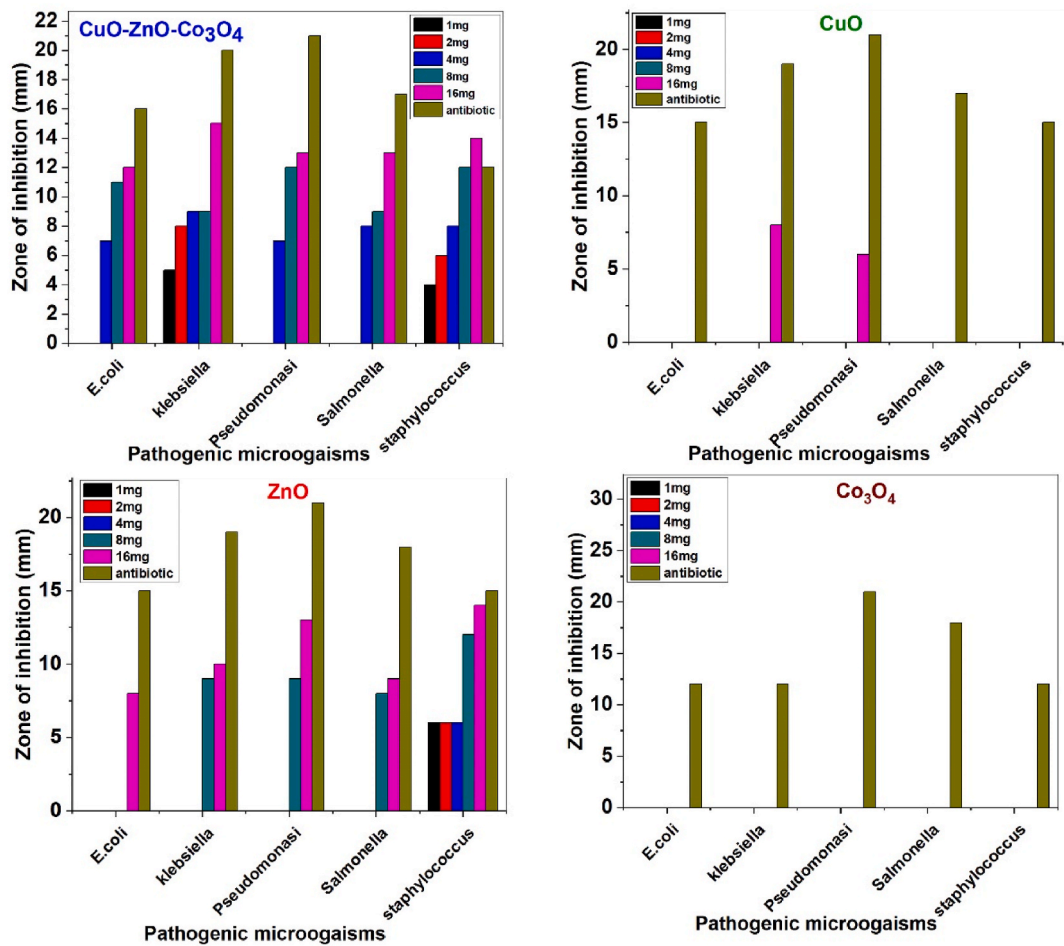 CuO-ZnO-Co3O4
1mg
2mg
4mg
8mg
16mg
antibiotic
Zone of inhibition (mm)
22
20
18
16
14
12
10
8
6
4
2
0
E.coli
klebsiella
Pseudomonasi
Salmonella
staphylococcus
Pathogenic microogaisms
CuO
1mg
2mg
4mg
8mg
16mg
antibiotic
Zone of inhibition (mm)
20
15
10
5
0
E.coli
klebsiella
Pseudomonasi
Salmonella
staphylococcus
Pathogenic microogaisms
ZnO
1mg
2mg
4mg
8mg
16mg
antibiotic
Zone of inhibition (mm)
20
15
10
5
0
E.coli
klebsiella
Pseudomonasi
Salmonella
staphylococcus
Pathogenic microogaisms
Co3O4
1mg
2mg
4mg
8mg
16mg
antibiotic
Zone of inhibition (mm)
30
25
20
15
10
5
0
E.coli
klebsiella
Pseudomonasi
Salmonella
staphylococcus
Pathogenic microogaisms